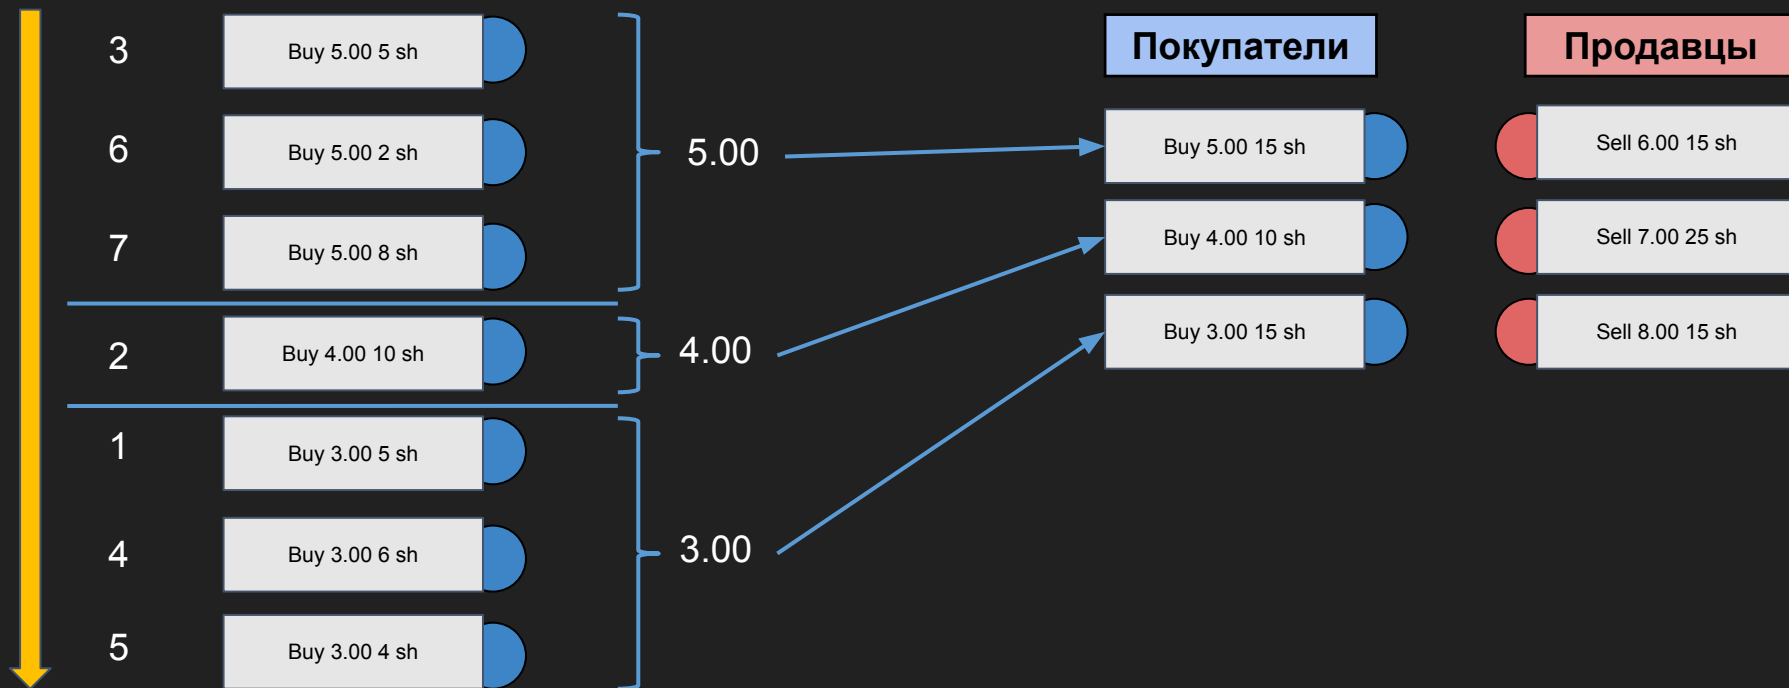 3
Buy 5.00 5 sh
6
Buy 5.00 2 sh
7
Buy 5.00 8 sh
5.00
2
Buy 4.00 10 sh
4.00
1
Buy 3.00 5 sh
4
Buy 3.00 6 sh
5
Buy 3.00 4 sh
3.00
Покупатели
Продавцы
Buy 5.00 15 sh
Sell 6.00 15 sh
Buy 4.00 10 sh
Sell 7.00 25 sh
Buy 3.00 15 sh
Sell 8.00 15 sh